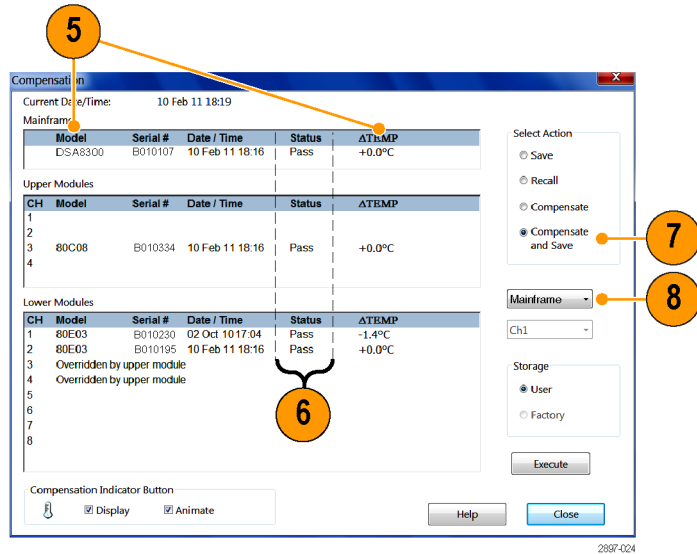 5
Compensation
Current Date/Time: 10 Feb 11 18:19
Mainframe
Model Serial # Date / Time Status ΔTEMP
DSA8300 B010107 10 Feb 11 18:16 Pass +0.0°C
Upper Modules
CH Model Serial # Date / Time Status ΔTEMP
1
2
3 80C08 B010334 10 Feb 11 18:16 Pass +0.0°C
4
Lower Modules
CH Model Serial # Date / Time Status ΔTEMP
1 80E03 B010230 02 Oct 10 17:04 Pass -1.4°C
2 80E03 B010195 10 Feb 11 18:16 Pass +0.0°C
3 Overridden by upper module
4 Overridden by upper module
5
6
7
8
6
Compensation Indicator Button
Display Animate
Select Action
Save
Recall
Compensate
Compensate
and Save
7
Mainframe
8
Ch1
Storage
User
Factory
Execute
Help Close
2897-024